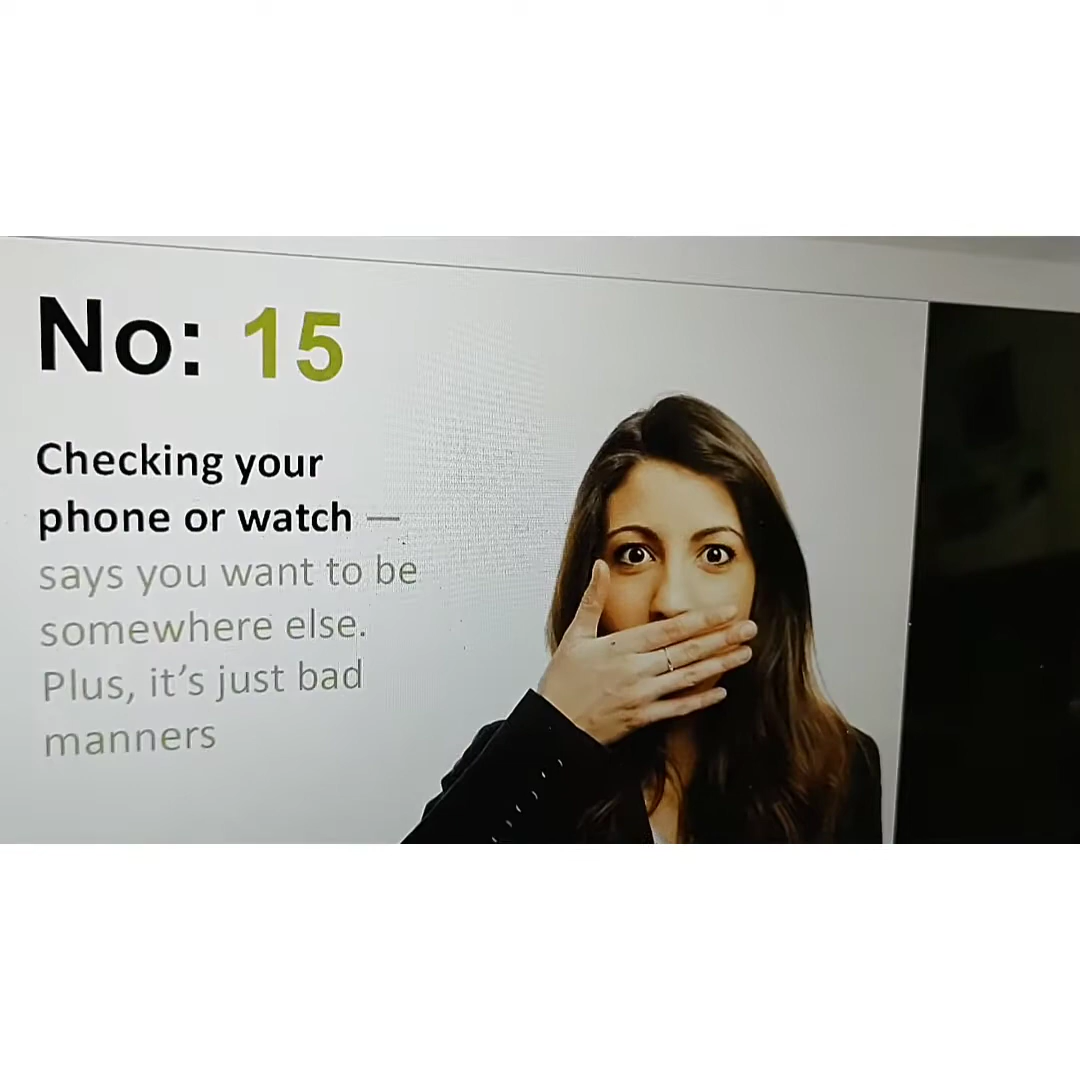 No: 15
Checking your
phone or watch —
says you want to be
somewhere else.
Plus, it's just bad
manners